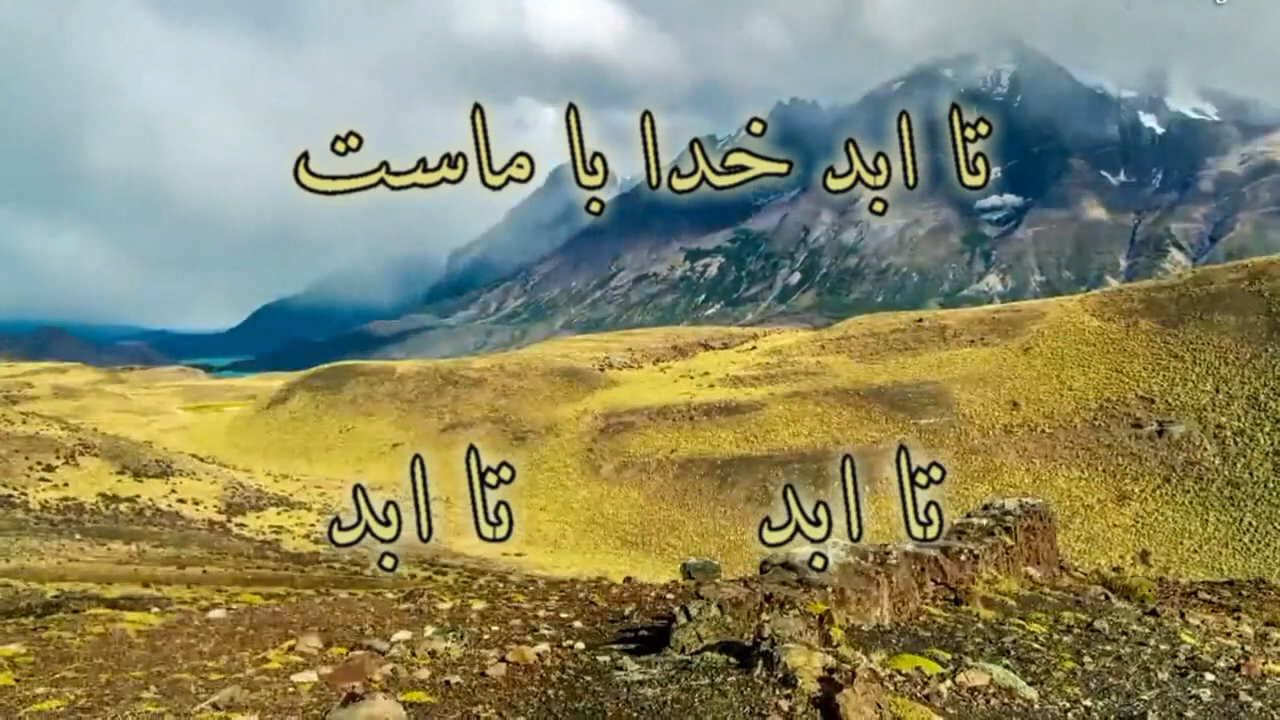 تا ابد خدا با ماست
تا ابد تا ابد